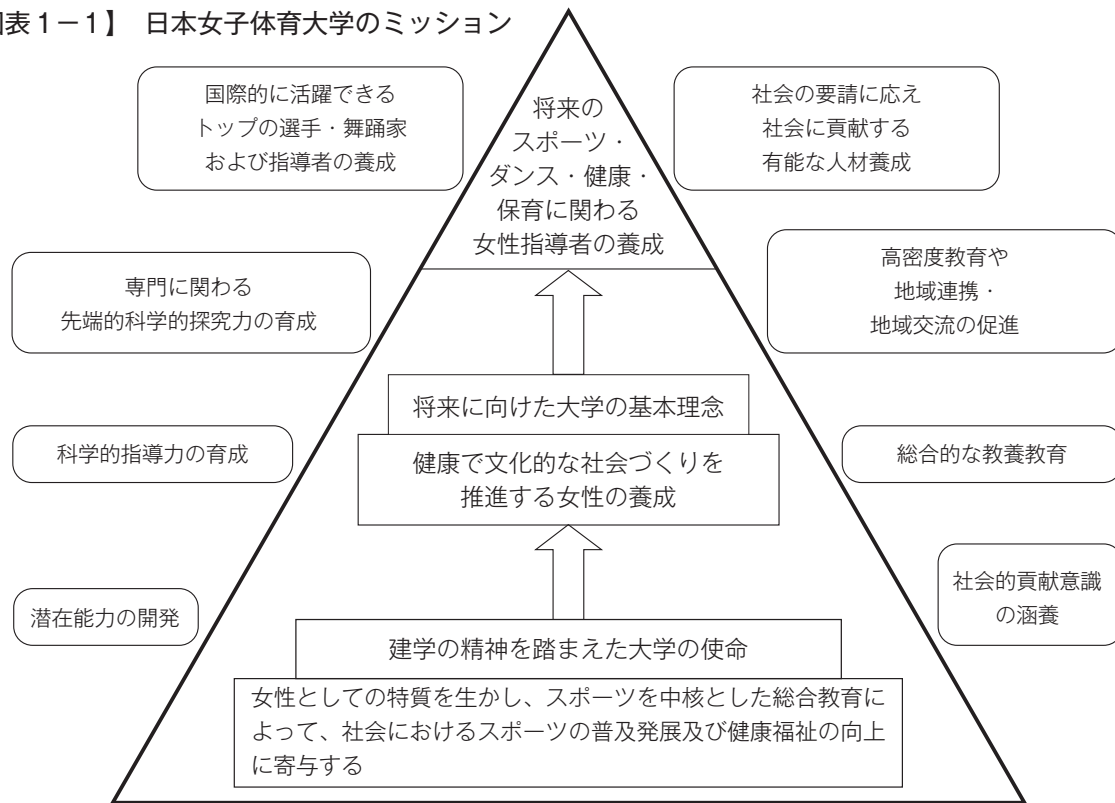 図表1－1】 日本女子体育大学のミッション
国際的に活躍できる
トップの選手・舞踊家
および指導者の養成
将来の
スポーツ・
ダンス・健康・
保育に関わる
女性指導者の養成
社会の要請に応え
社会に貢献する
有能な人材養成
専門に関わる
先端的科学的探究力の育成
高密度教育や
地域連携・
地域交流の促進
将来に向けた大学の基本理念
科学的指導力の育成
健康で文化的な社会づくりを
推進する女性の養成
総合的な教養教育
潜在能力の開発
社会的貢献意識
の涵養
建学の精神を踏まえた大学の使命
女性としての特質を生かし、スポーツを中核とした総合教育に
よって、社会におけるスポーツの普及発展及び健康福祉の向上
に寄与する